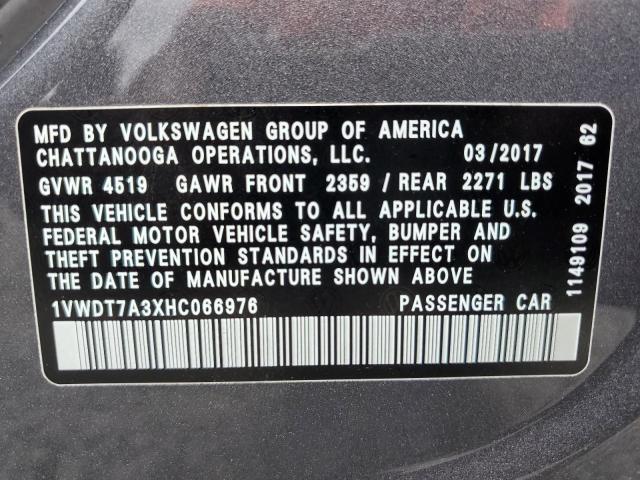 MFD BY VOLKSWAGEN GROUP OF AMERICA
CHATTANOOGA OPERATIONS, LLC. 03/2017
GVWR 4519 GAWR FRONT 2359 / REAR 2271 LBS
THIS VEHICLE CONFORMS TO ALL APPLICABLE U.S.
FEDERAL MOTOR VEHICLE SAFETY, BUMPER AND
THEFT PREVENTION STANDARDS IN EFFECT ON
THE DATE OF MANUFACTURE SHOWN ABOVE.
1VWDT7A3XHC066976 PASSENGER CAR
1149109 2017 62